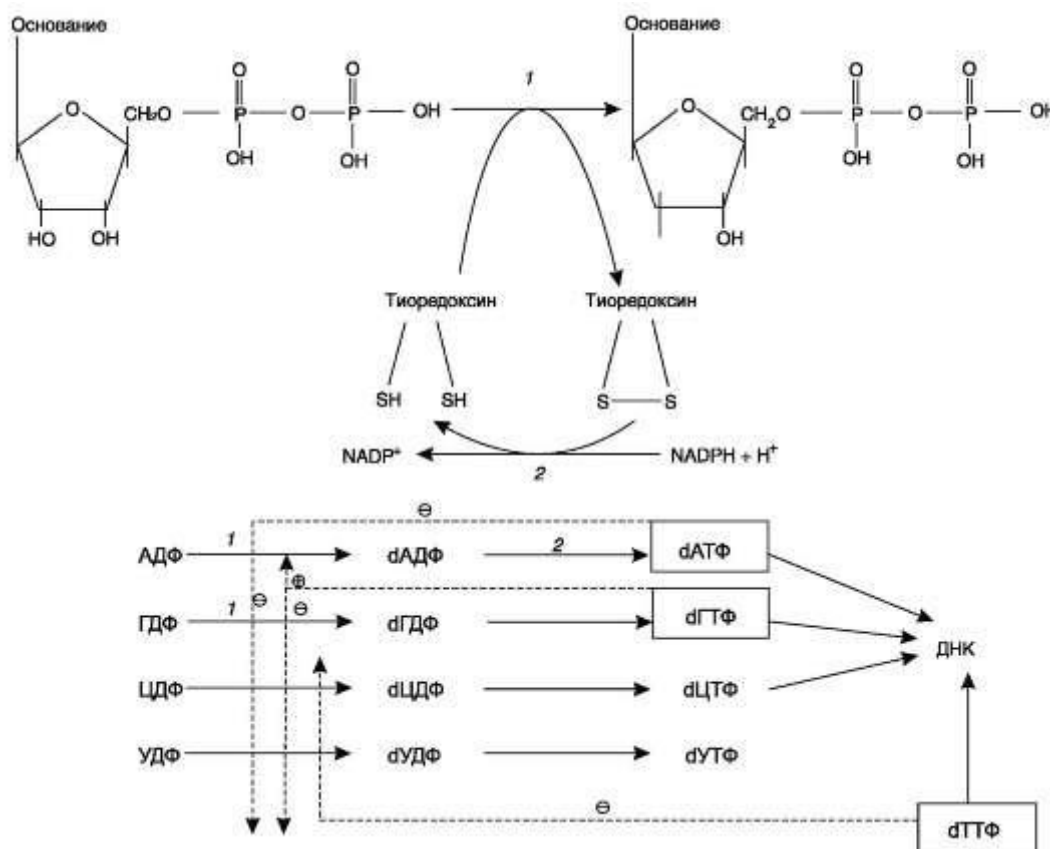 Основание
Основание
O O O O
1
O CH₂O P O P OH O CH₂O P O P OH
OH OH OH OH
HO OH OH
Тиоредоксин Тиоредоксин
SH SH S S
NADP⁺ NADPH + H⁺
2
⊖
АДФ 1 dАДФ 2 dАТФ
⊕
⊖ ⊖
ГДФ 1 dГДФ dГТФ
ДНК
ЦДФ dЦДФ dЦТФ
УДФ dУДФ dУТФ
⊖
dТТФ